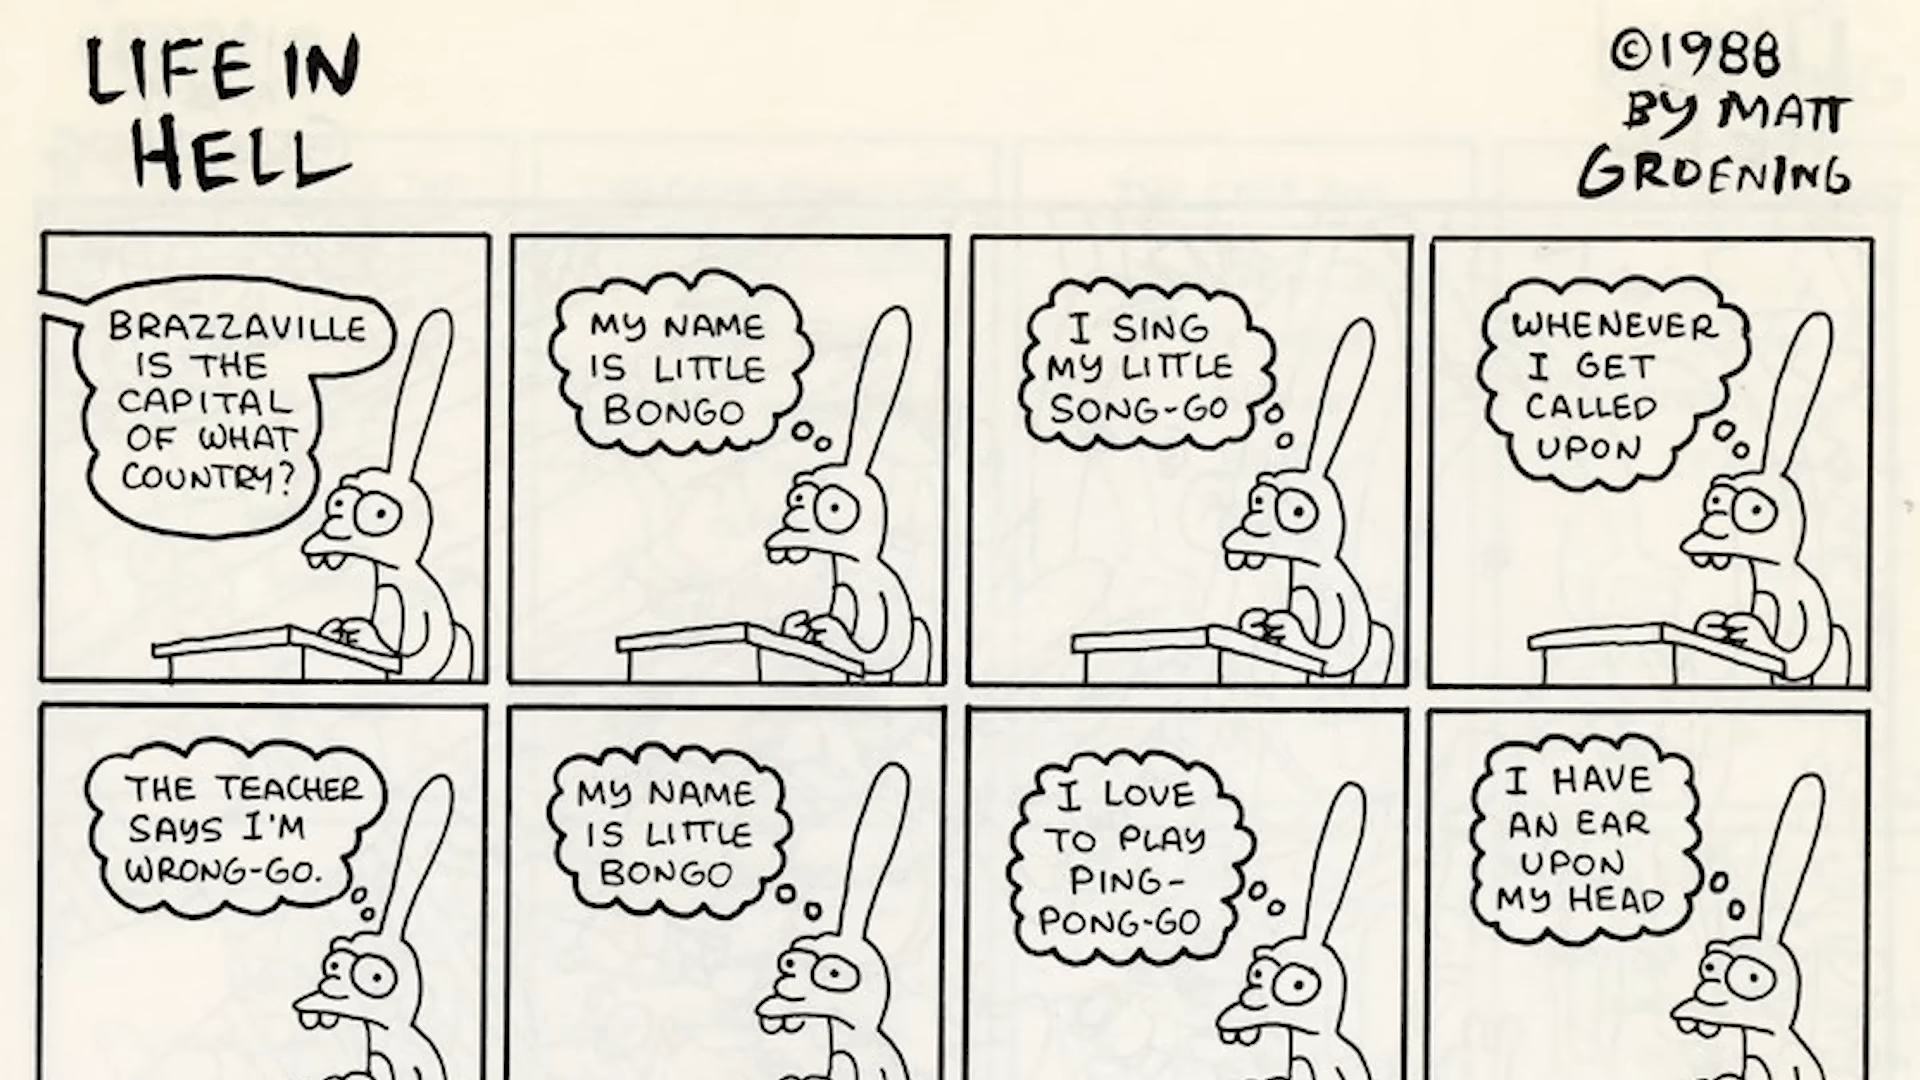 LIFE IN
HELL
©1988
BY MATT
GROENING
BRAZZAVILLE
IS THE
CAPITAL
OF WHAT
COUNTRY?
MY NAME
IS LITTLE
BONGO
I SING
MY LITTLE
SONG-GO
WHENEVER
I GET
CALLED
UPON
THE TEACHER
SAYS I'M
WRONG-GO.
MY NAME
IS LITTLE
BONGO
I LOVE
TO PLAY
PING-
PONG-GO
I HAVE
AN EAR
UPON
MY HEAD